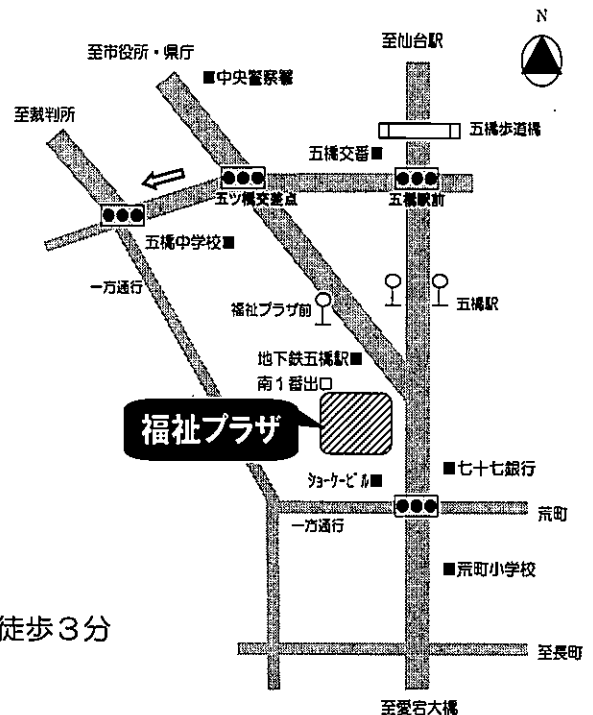 N
至仙台駅
至市役所・県庁
■中央警察署
至裁判所
五橋歩道橋
五橋交番■
五ツ橋交差点
五橋駅前
五橋中学校■
一方通行
福祉プラザ前
五橋駅
地下鉄五橋駅■
南1番出口
福祉プラザ
ショーケービル■
■七十七銀行
一方通行
荒町
■荒町小学校
徒歩3分
至長町
至愛宕大橋